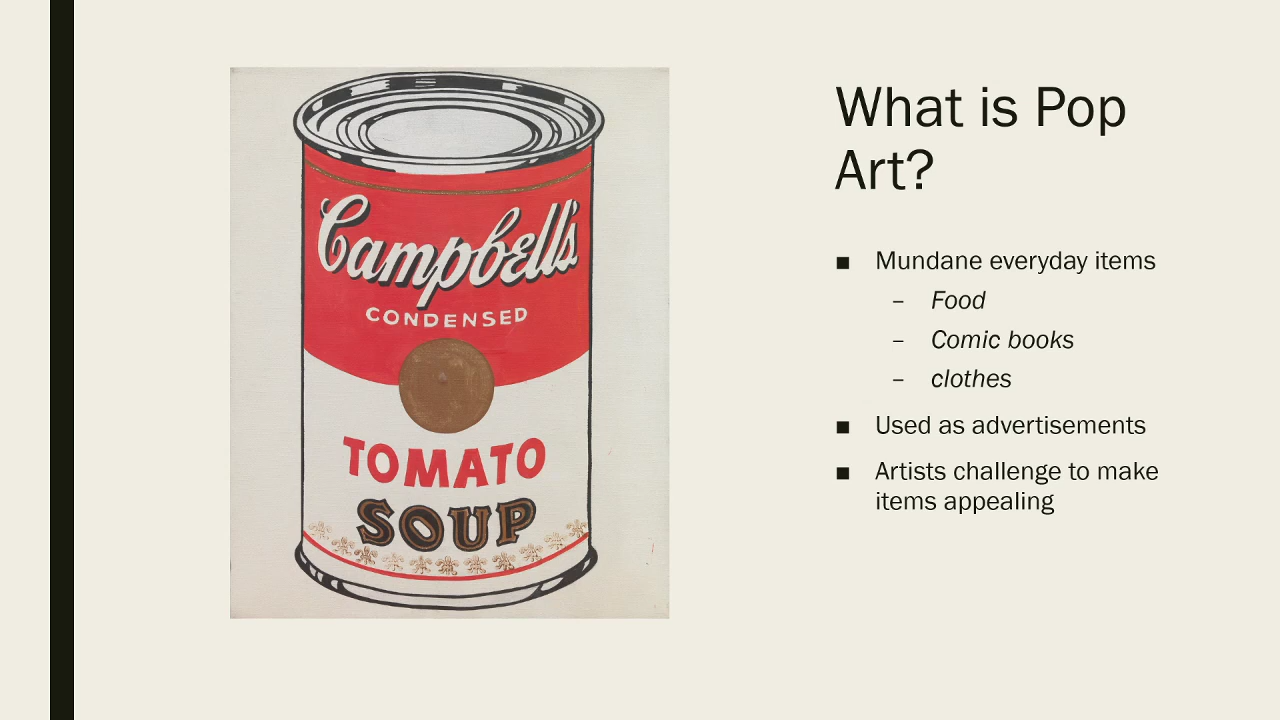 Campbell's
CONDENSED
TOMATO
SOUP
What is Pop
Art?
■ Mundane everyday items
– Food
– Comic books
– clothes
■ Used as advertisements
■ Artists challenge to make
items appealing